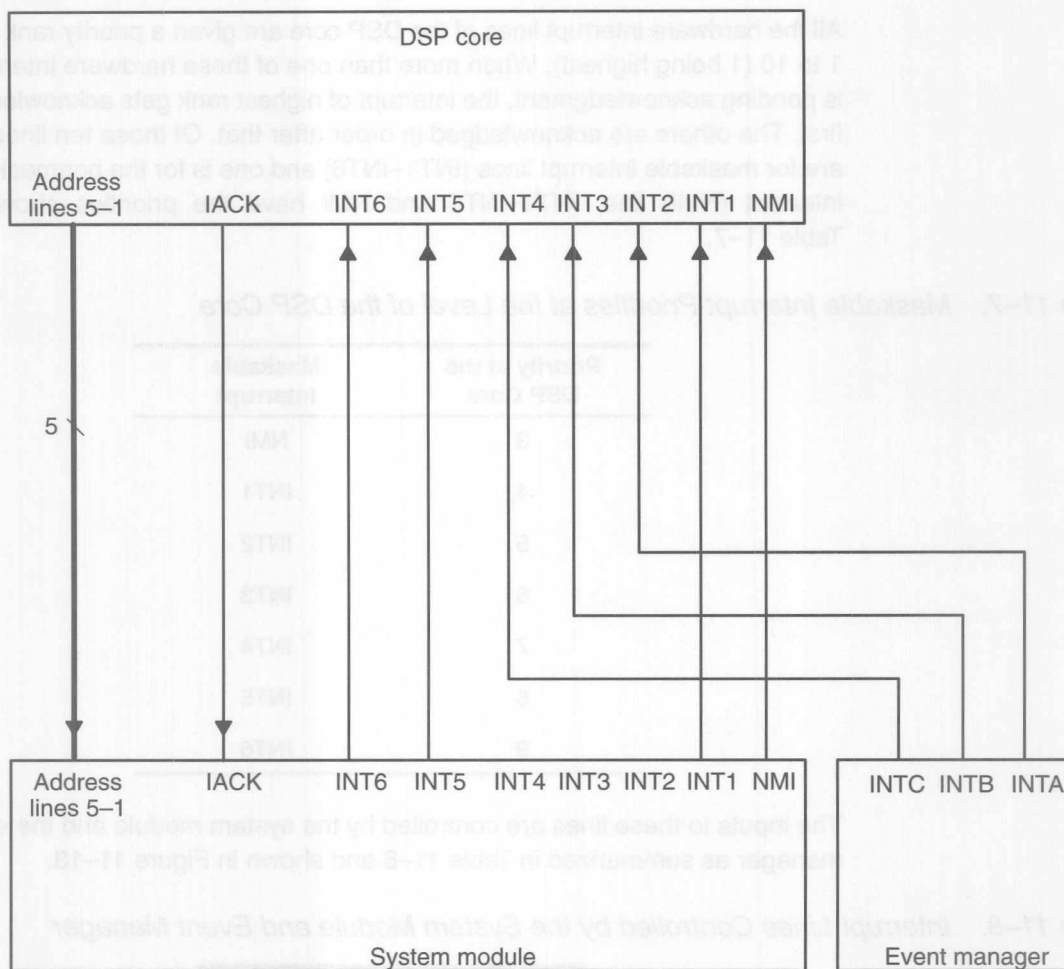 DSP core
Address
lines 5–1
IACK
INT6
INT5
INT4
INT3
INT2
INT1
NMI
5
Address
lines 5–1
IACK
INT6
INT5
INT4
INT3
INT2
INT1
NMI
INTC
INTB
INTA
System module
Event manager